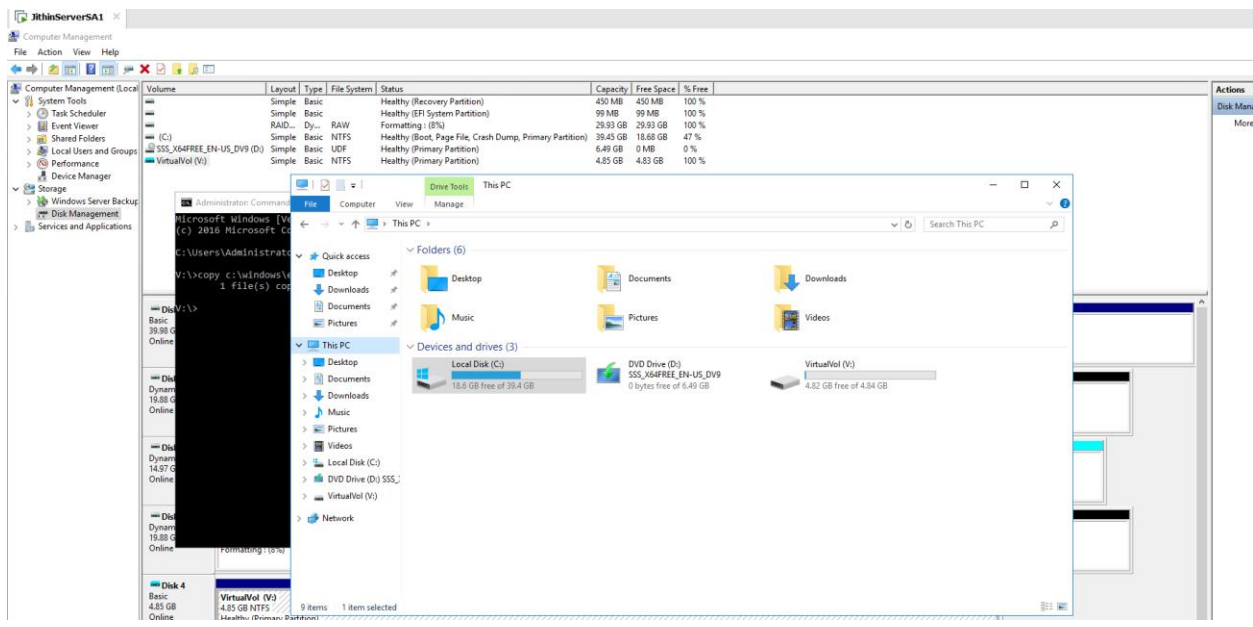 JithinServerSA1
Computer Management
File Action View Help
Computer Management (Local
System Tools
Task Scheduler
Event Viewer
Shared Folders
Local Users and Groups
Performance
Device Manager
Storage
Windows Server Backup
Disk Management
Services and Applications
Volume Layout Type File System Status Capacity Free Space % Free
Simple Basic Healthy (Recovery Partition) 450 MB 450 MB 100 %
Simple Basic Healthy (EFI System Partition) 99 MB 99 MB 100 %
RAID... Dy... RAW Formatting : (8%) 29.93 GB 29.93 GB 100 %
(C:) Simple Basic NTFS Healthy (Boot, Page File, Crash Dump, Primary Partition) 39.45 GB 18.68 GB 47 %
SSS_X64FREE_EN-US_DV9 (D:) Simple Basic UDF Healthy (Primary Partition) 6.49 GB 0 MB 0 %
VirtualVol (V:) Simple Basic NTFS Healthy (Primary Partition) 4.85 GB 4.83 GB 100 %
Actions
Disk Mana
More
Administrator: Command
Microsoft Windows [Ve
(c) 2016 Microsoft Co
C:\Users\Administrato
V:\>copy c:\windows\e
1 file(s) cop
V:\>
Drive Tools This PC
File Computer View Manage
This PC
Search This PC
Quick access
Desktop
Downloads
Documents
Pictures
This PC
Desktop
Documents
Downloads
Music
Pictures
Videos
Local Disk (C:)
DVD Drive (D:) SSS_
VirtualVol (V:)
Network
Folders (6)
Desktop Documents Downloads
Music Pictures Videos
Devices and drives (3)
Local Disk (C:)
18.6 GB free of 39.4 GB
DVD Drive (D:)
SSS_X64FREE_EN-US_DV9
0 bytes free of 6.49 GB
VirtualVol (V:)
4.82 GB free of 4.84 GB
9 items 1 item selected
Basic
39.98 G
Online
Dynam
19.88 G
Online
Dynam
14.97 G
Online
Dynam
19.88 G
Online
Formatting : (8%)
Disk 4
Basic
4.85 GB
Online
VirtualVol (V:)
4.85 GB NTFS
Healthy (Primary Partition)